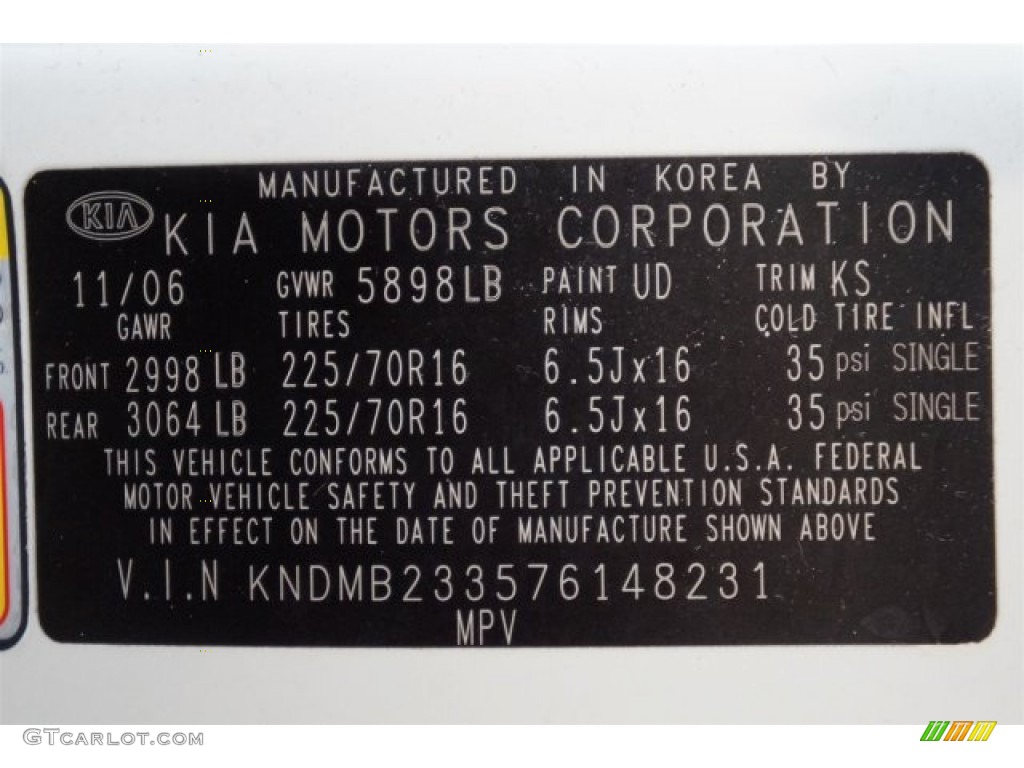 MANUFACTURED IN KOREA BY
KIA KIA MOTORS CORPORATION
11/06 GVWR 5898LB PAINT UD TRIM KS
GAWR TIRES RIMS COLD TIRE INFL
FRONT 2998 LB 225/70R16 6.5Jx16 35 psi SINGLE
REAR 3064 LB 225/70R16 6.5Jx16 35 psi SINGLE
THIS VEHICLE CONFORMS TO ALL APPLICABLE U.S.A. FEDERAL
MOTOR VEHICLE SAFETY AND THEFT PREVENTION STANDARDS
IN EFFECT ON THE DATE OF MANUFACTURE SHOWN ABOVE
V.I.N KNDMB233576148231
MPV
GTCARLOT.COM